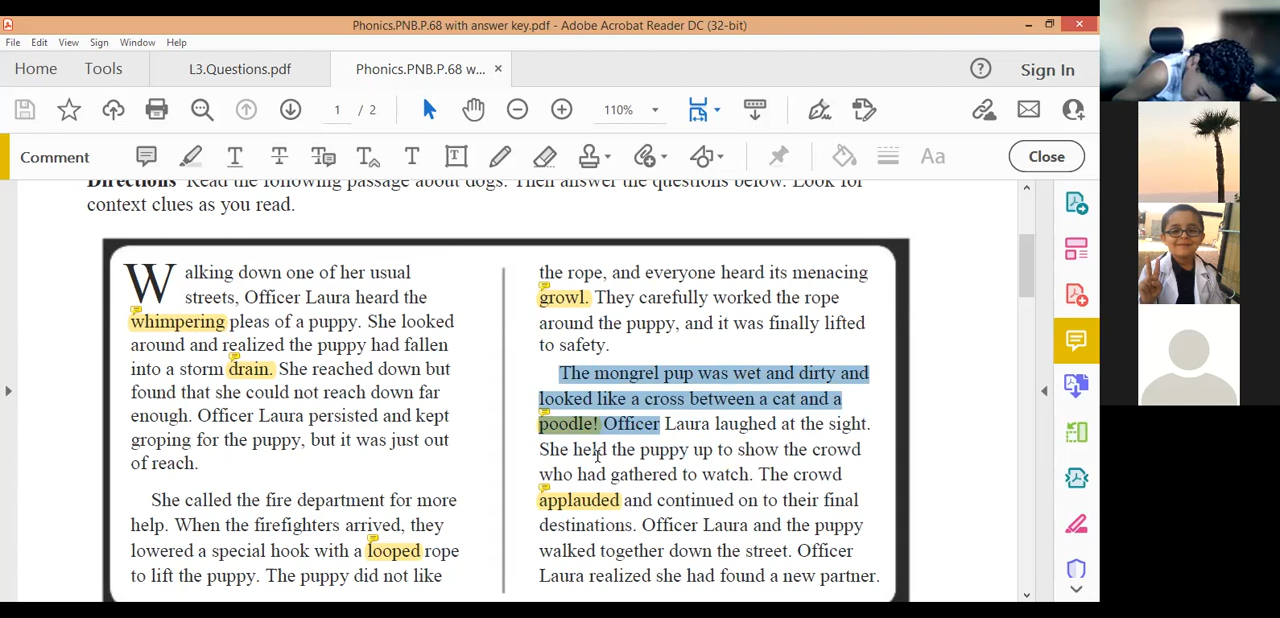 Phonics.PNB.P.68 with answer key.pdf - Adobe Acrobat Reader DC (32-bit)
File Edit View Sign Window Help
Home Tools L3.Questions.pdf Phonics.PNB.P.68 w... Sign In
1 / 2 110%
Comment Close
Directions Read the following passage about dogs. Then answer the questions below. Look for
context clues as you read.
Walking down one of her usual
streets, Officer Laura heard the
whimpering pleas of a puppy. She looked
around and realized the puppy had fallen
into a storm drain. She reached down but
found that she could not reach down far
enough. Officer Laura persisted and kept
groping for the puppy, but it was just out
of reach.
She called the fire department for more
help. When the firefighters arrived, they
lowered a special hook with a looped rope
to lift the puppy. The puppy did not like
the rope, and everyone heard its menacing
growl. They carefully worked the rope
around the puppy, and it was finally lifted
to safety.
The mongrel pup was wet and dirty and
looked like a cross between a cat and a
poodle! Officer Laura laughed at the sight.
She held the puppy up to show the crowd
who had gathered to watch. The crowd
applauded and continued on to their final
destinations. Officer Laura and the puppy
walked together down the street. Officer
Laura realized she had found a new partner.